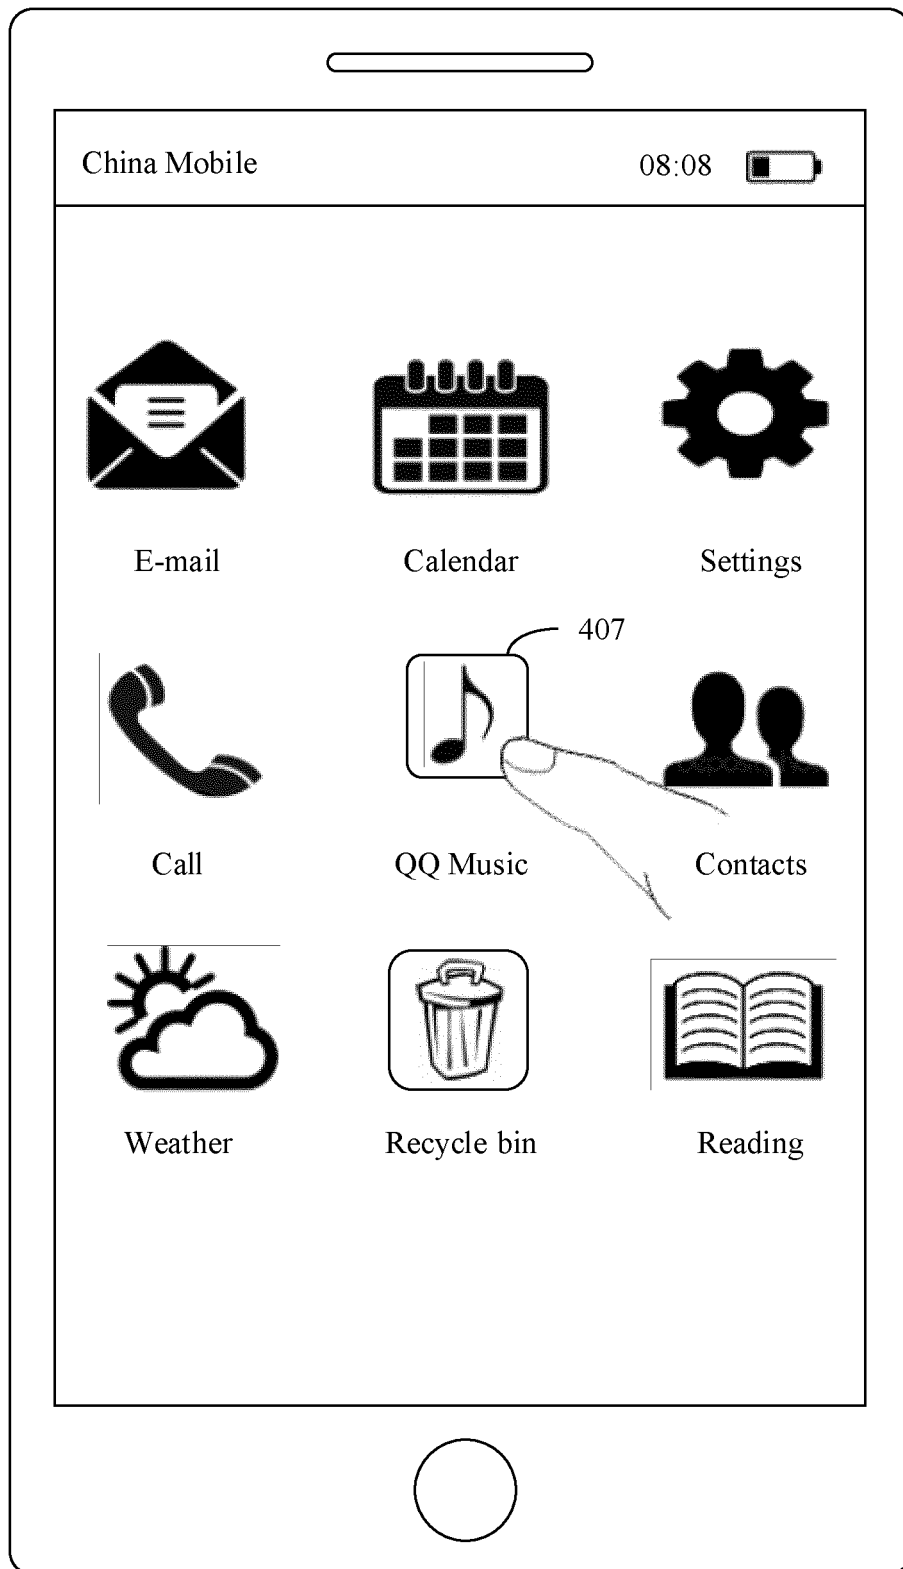 China Mobile 08:08
E-mail Calendar Settings
407
Call QQ Music Contacts
Weather Recycle bin Reading